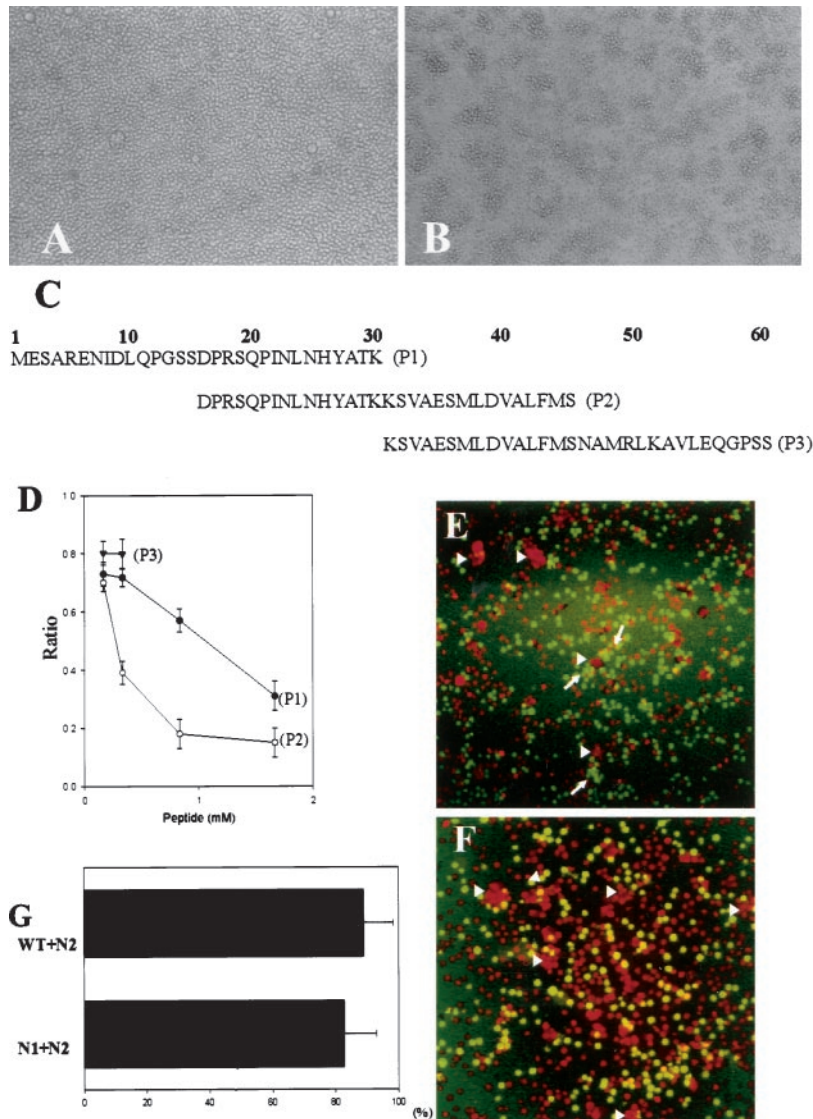 A
B
C
1 10 20 30 40 50 60
MESARENIDLQPGSSDPRSQPINLNHYATK (P1)
DPRSQPINLNHYATKKSVAESMLDVALFMS (P2)
KSVAESMLDVALFMSNAMRLKAVLEQGPSS (P3)
D
1.0
0.8
0.6
0.4
0.2
0.0
Ratio
(P3)
(P1)
(P2)
0 1 2
Peptide (mM)
E
F
G
WT+N2
N1+N2
0 20 40 60 80 100
(%)